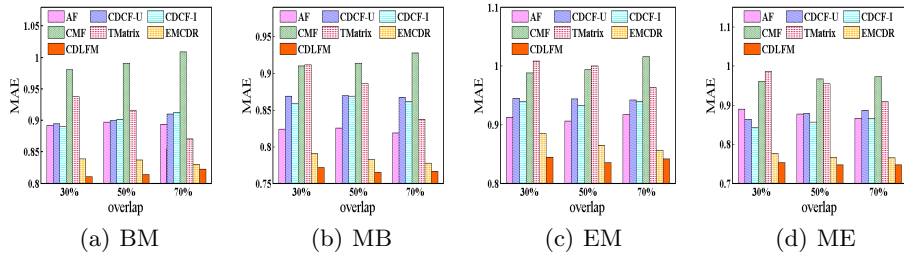 AF CDCF-U CDCF-I
CMF TMatrix EMCDR
CDLFM
MAE
1.05
1
0.95
0.9
0.85
0.8
30% 50% 70%
overlap
(a) BM
AF CDCF-U CDCF-I
CMF TMatrix EMCDR
CDLFM
MAE
0.95
0.9
0.85
0.8
0.75
30% 50% 70%
overlap
(b) MB
AF CDCF-U CDCF-I
CMF TMatrix EMCDR
CDLFM
MAE
1.1
1
0.9
0.8
30% 50% 70%
overlap
(c) EM
AF CDCF-U CDCF-I
CMF TMatrix EMCDR
CDLFM
MAE
1.1
1
0.9
0.8
0.7
30% 50% 70%
overlap
(d) ME